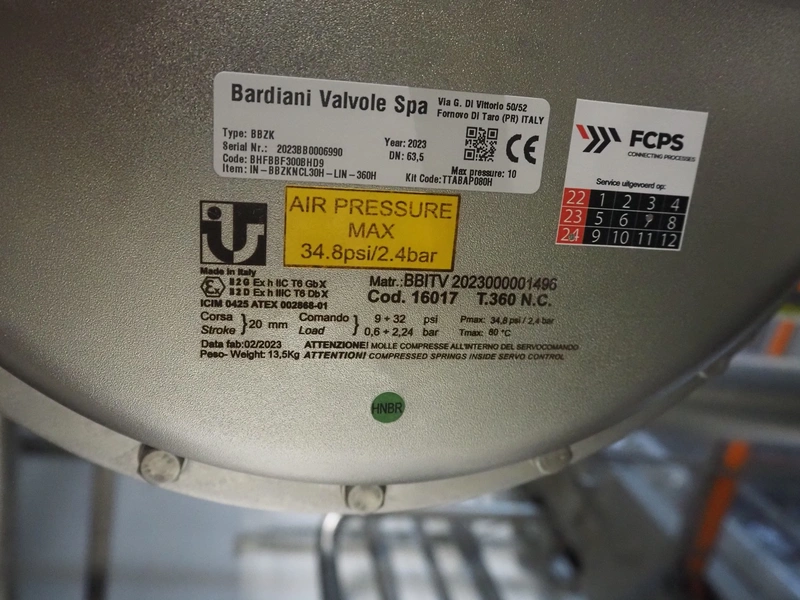 Bardiani Valvole Spa
Via G. Di Vittorio 50/52
Fornovo Di Taro (PR) ITALY
Type: BBZK
Year: 2023
Serial Nr.: 2023BB0006990
DN: 63,5
Code: BHFBBF300BHD9
Max pressure: 10
Item: IN-BBZKNCL30H-LIN-360H
Kit Code:TTABAP080H
CE
FCPS
CONNECTING PROCESSES
Service uitgevoerd op:
22 1 2 3 4
23 5 6 7 8
24 9 10 11 12
AIR PRESSURE
MAX
34.8psi/2.4bar
Made in Italy
Ex II 2 G Ex h IIC T6 Gb X
II 2 D Ex h IIIC T6 Db X
ICIM 0425 ATEX 002868-01
Matr.: BBITV 2023000001496
Cod. 16017 T.360 N.C.
Corsa
Stroke } 20 mm
Comando
Load
9 ÷ 32 psi
0,6 ÷ 2,24 bar
Pmax: 34,8 psi / 2,4 bar
Tmax: 80 °C
Data fab: 02/2023
ATTENZIONE! MOLLE COMPRESSE ALL'INTERNO DEL SERVOCOMANDO
Peso- Weight: 13,5Kg
ATTENTION! COMPRESSED SPRINGS INSIDE SERVO CONTROL
HNBR